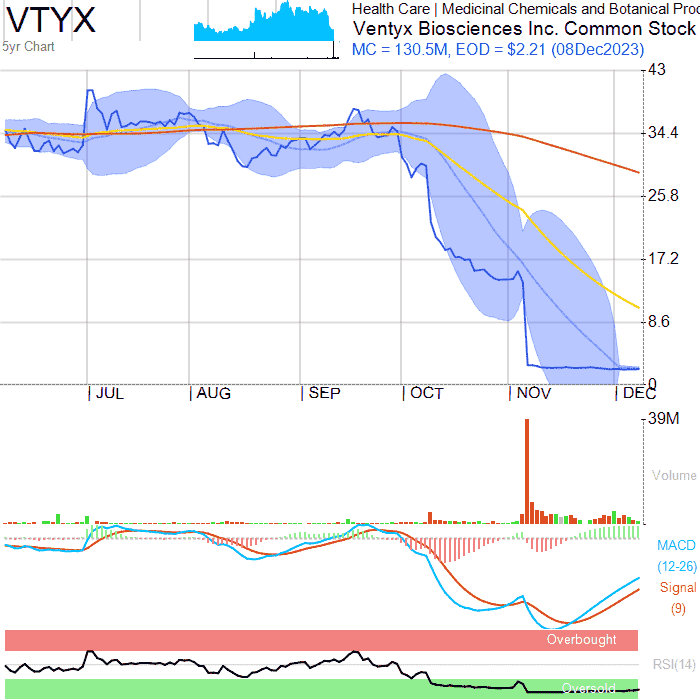 VTYX
5yr Chart
Health Care | Medicinal Chemicals and Botanical Prod
Ventyx Biosciences Inc. Common Stock
MC = 130.5M, EOD = $2.21 (08Dec2023)
43
34.4
25.8
17.2
8.6
0
JUL AUG SEP OCT NOV DEC
39M
Volume
MACD
(12-26)
Signal
(9)
Overbought
RSI(14)
Oversold